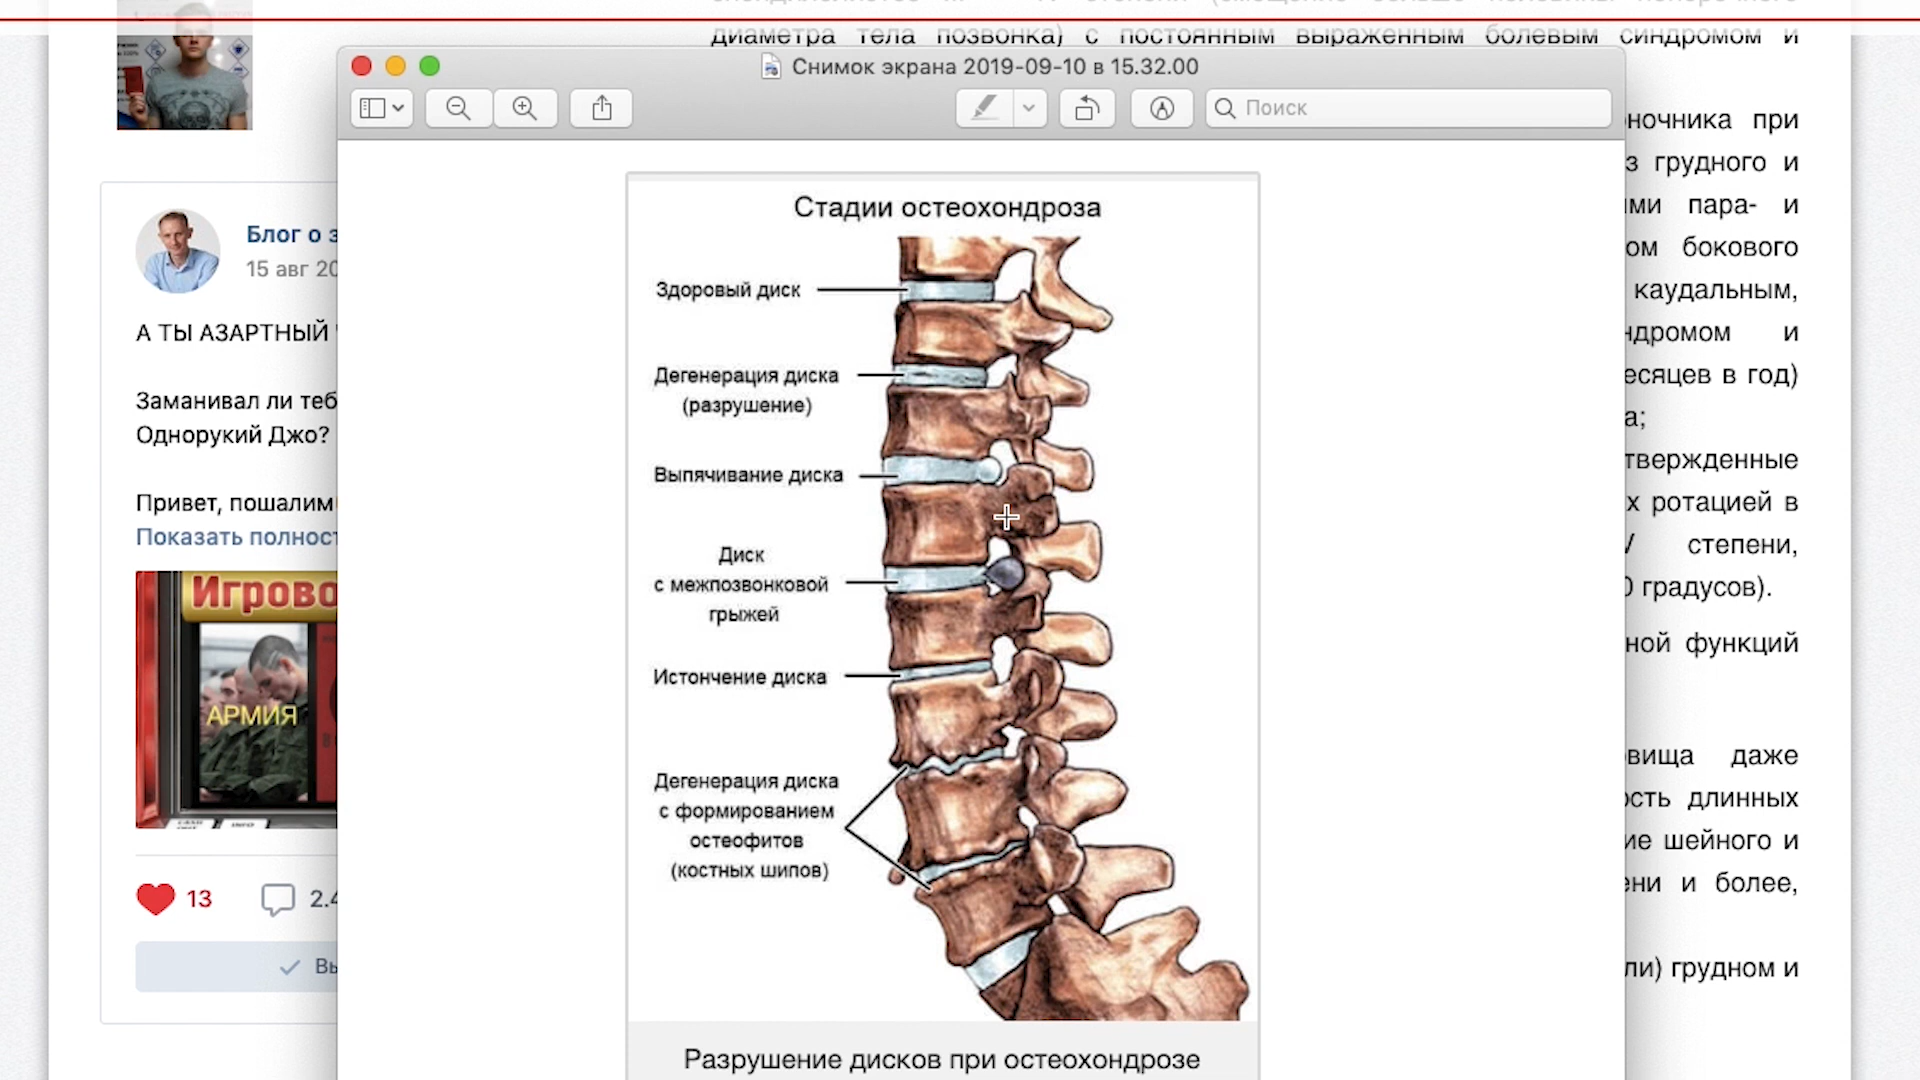 диаметра тела позвонка) с постоянным выраженным болевым синдромом и
Снимок экрана 2019-09-10 в 15.32.00
Поиск
Стадии остеохондроза
Здоровый диск
Дегенерация диска
(разрушение)
Выпячивание диска
Диск
с межпозвонковой
грыжей
Истончение диска
Дегенерация диска
с формированием
остеофитов
(костных шипов)
Разрушение дисков при остеохондрозе
Блог о з
15 авг 20
А ТЫ АЗАРТНЫЙ
Заманивал ли теб
Однорукий Джо?
Привет, пошалим
Показать полност
Игрово
АРМИЯ
13
2.4
Вы
ночника при
з грудного и
ми пара- и
ом бокового
каудальным,
ндромом и
есяцев в год)
а;
твержденные
х ротацией в
V степени,
0 градусов).
ной функций
вища даже
ость длинных
ие шейного и
ени и более,
ли) грудном и